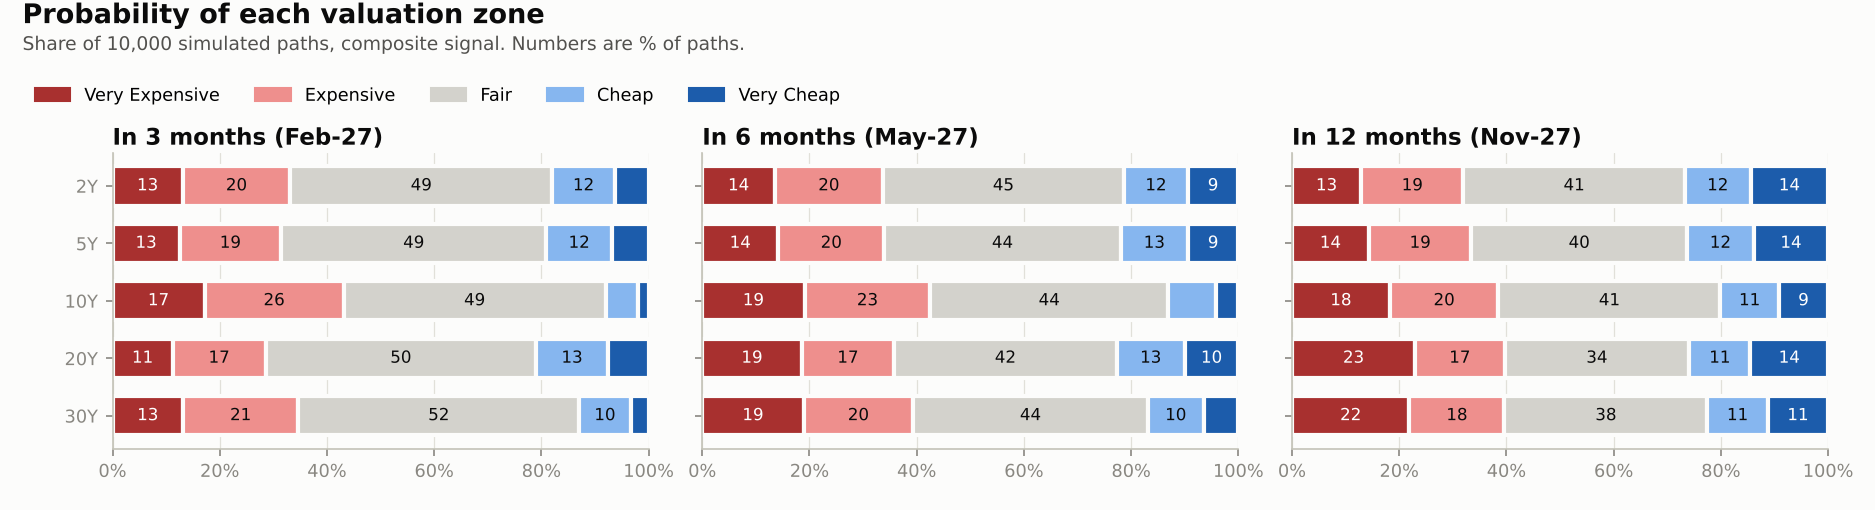 Probability of each valuation zone
Share of 10,000 simulated paths, composite signal. Numbers are % of paths.
Very Expensive Expensive Fair Cheap Very Cheap
In 3 months (Feb-27) In 6 months (May-27) In 12 months (Nov-27)
2Y 13 20 49 12 14 20 45 12 9 13 19 41 12 14
5Y 13 19 49 12 14 20 44 13 9 14 19 40 12 14
10Y 17 26 49 19 23 44 18 20 41 11 9
20Y 11 17 50 13 19 17 42 13 10 23 17 34 11 14
30Y 13 21 52 10 19 20 44 10 22 18 38 11 11
0% 20% 40% 60% 80% 100% 0% 20% 40% 60% 80% 100% 0% 20% 40% 60% 80% 100%